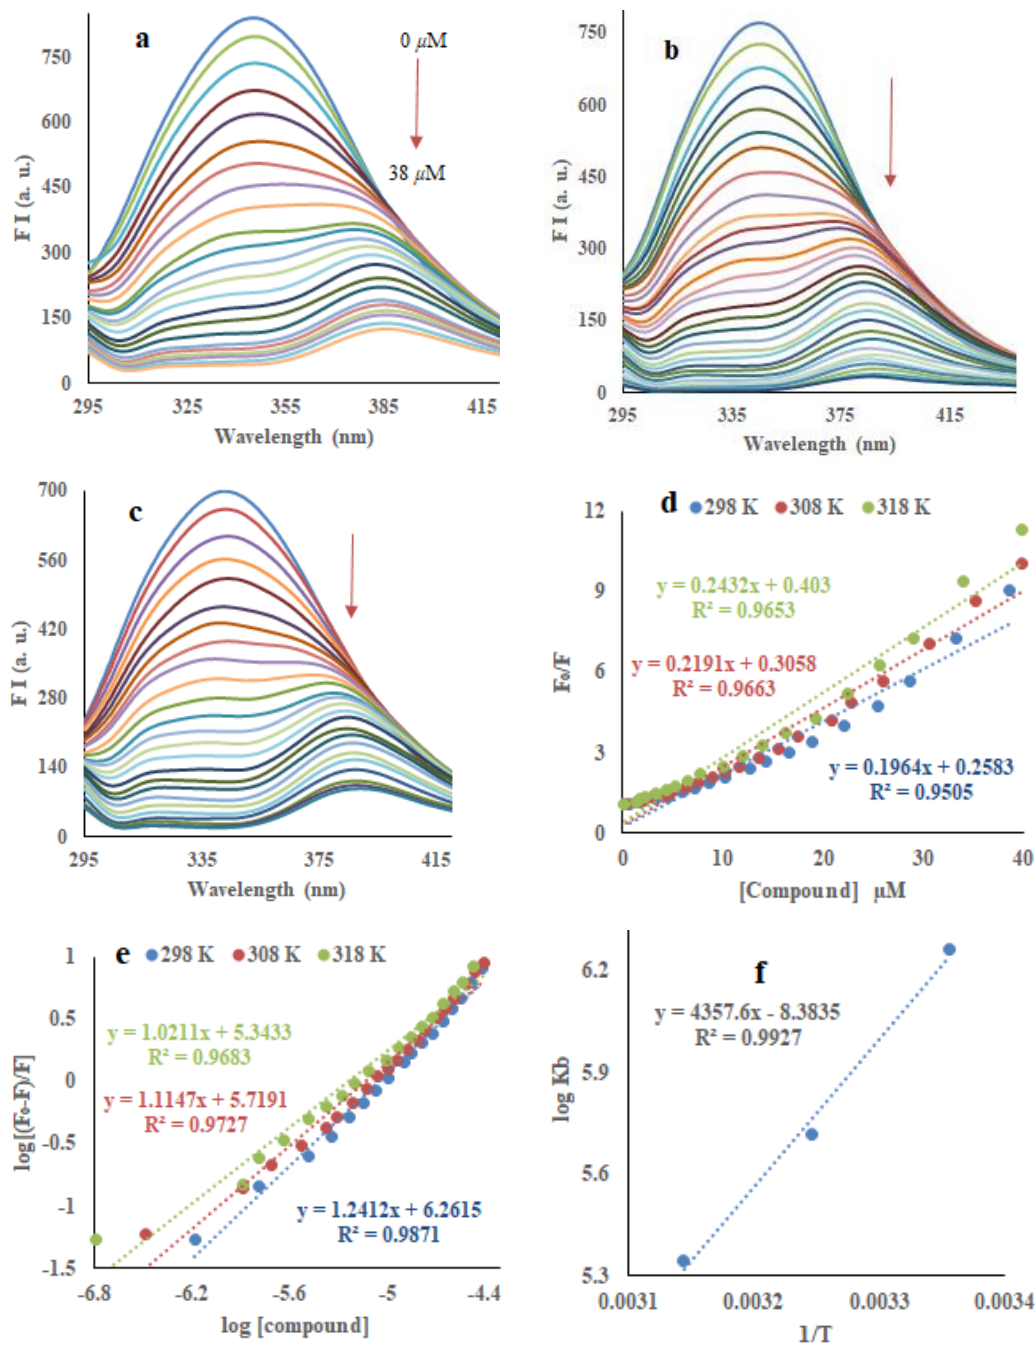 a
0 μM
38 μM
750
600
450
300
150
0
F I (a. u.)
295 325 355 385 415
Wavelength (nm)
b
750
600
450
300
150
0
F I (a. u.)
295 335 375 415
Wavelength (nm)
c
700
560
420
280
140
0
F I (a. u.)
295 335 375 415
Wavelength (nm)
d 298 K 308 K 318 K
12
9
6
3
0
F₀/F
y = 0.2432x + 0.403
R² = 0.9653
y = 0.2191x + 0.3058
R² = 0.9663
y = 0.1964x + 0.2583
R² = 0.9505
0 10 20 30 40
[Compound] μM
e 298 K 308 K 318 K
1
0.5
0
-0.5
-1
-1.5
log[(F₀-F)/F]
y = 1.0211x + 5.3433
R² = 0.9683
y = 1.1147x + 5.7191
R² = 0.9727
y = 1.2412x + 6.2615
R² = 0.9871
-6.8 -6.2 -5.6 -5 -4.4
log [compound]
f
6.2
5.9
5.6
5.3
log Kb
y = 4357.6x - 8.3835
R² = 0.9927
0.0031 0.0032 0.0033 0.0034
1/T